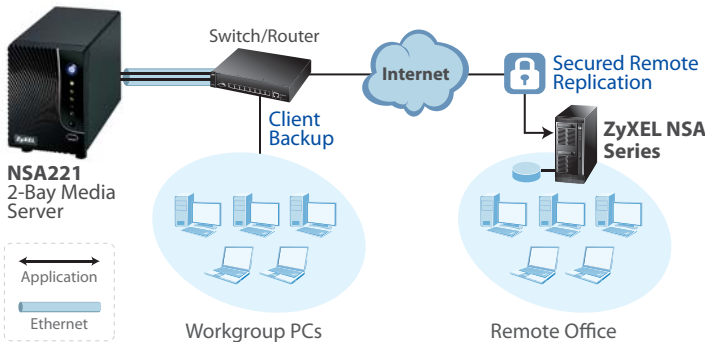 Switch/Router
Internet
Secured Remote
Replication
Client
Backup
ZyXEL NSA
Series
ZyXEL
NSA221
2-Bay Media
Server
Application
Ethernet
Workgroup PCs
Remote Office